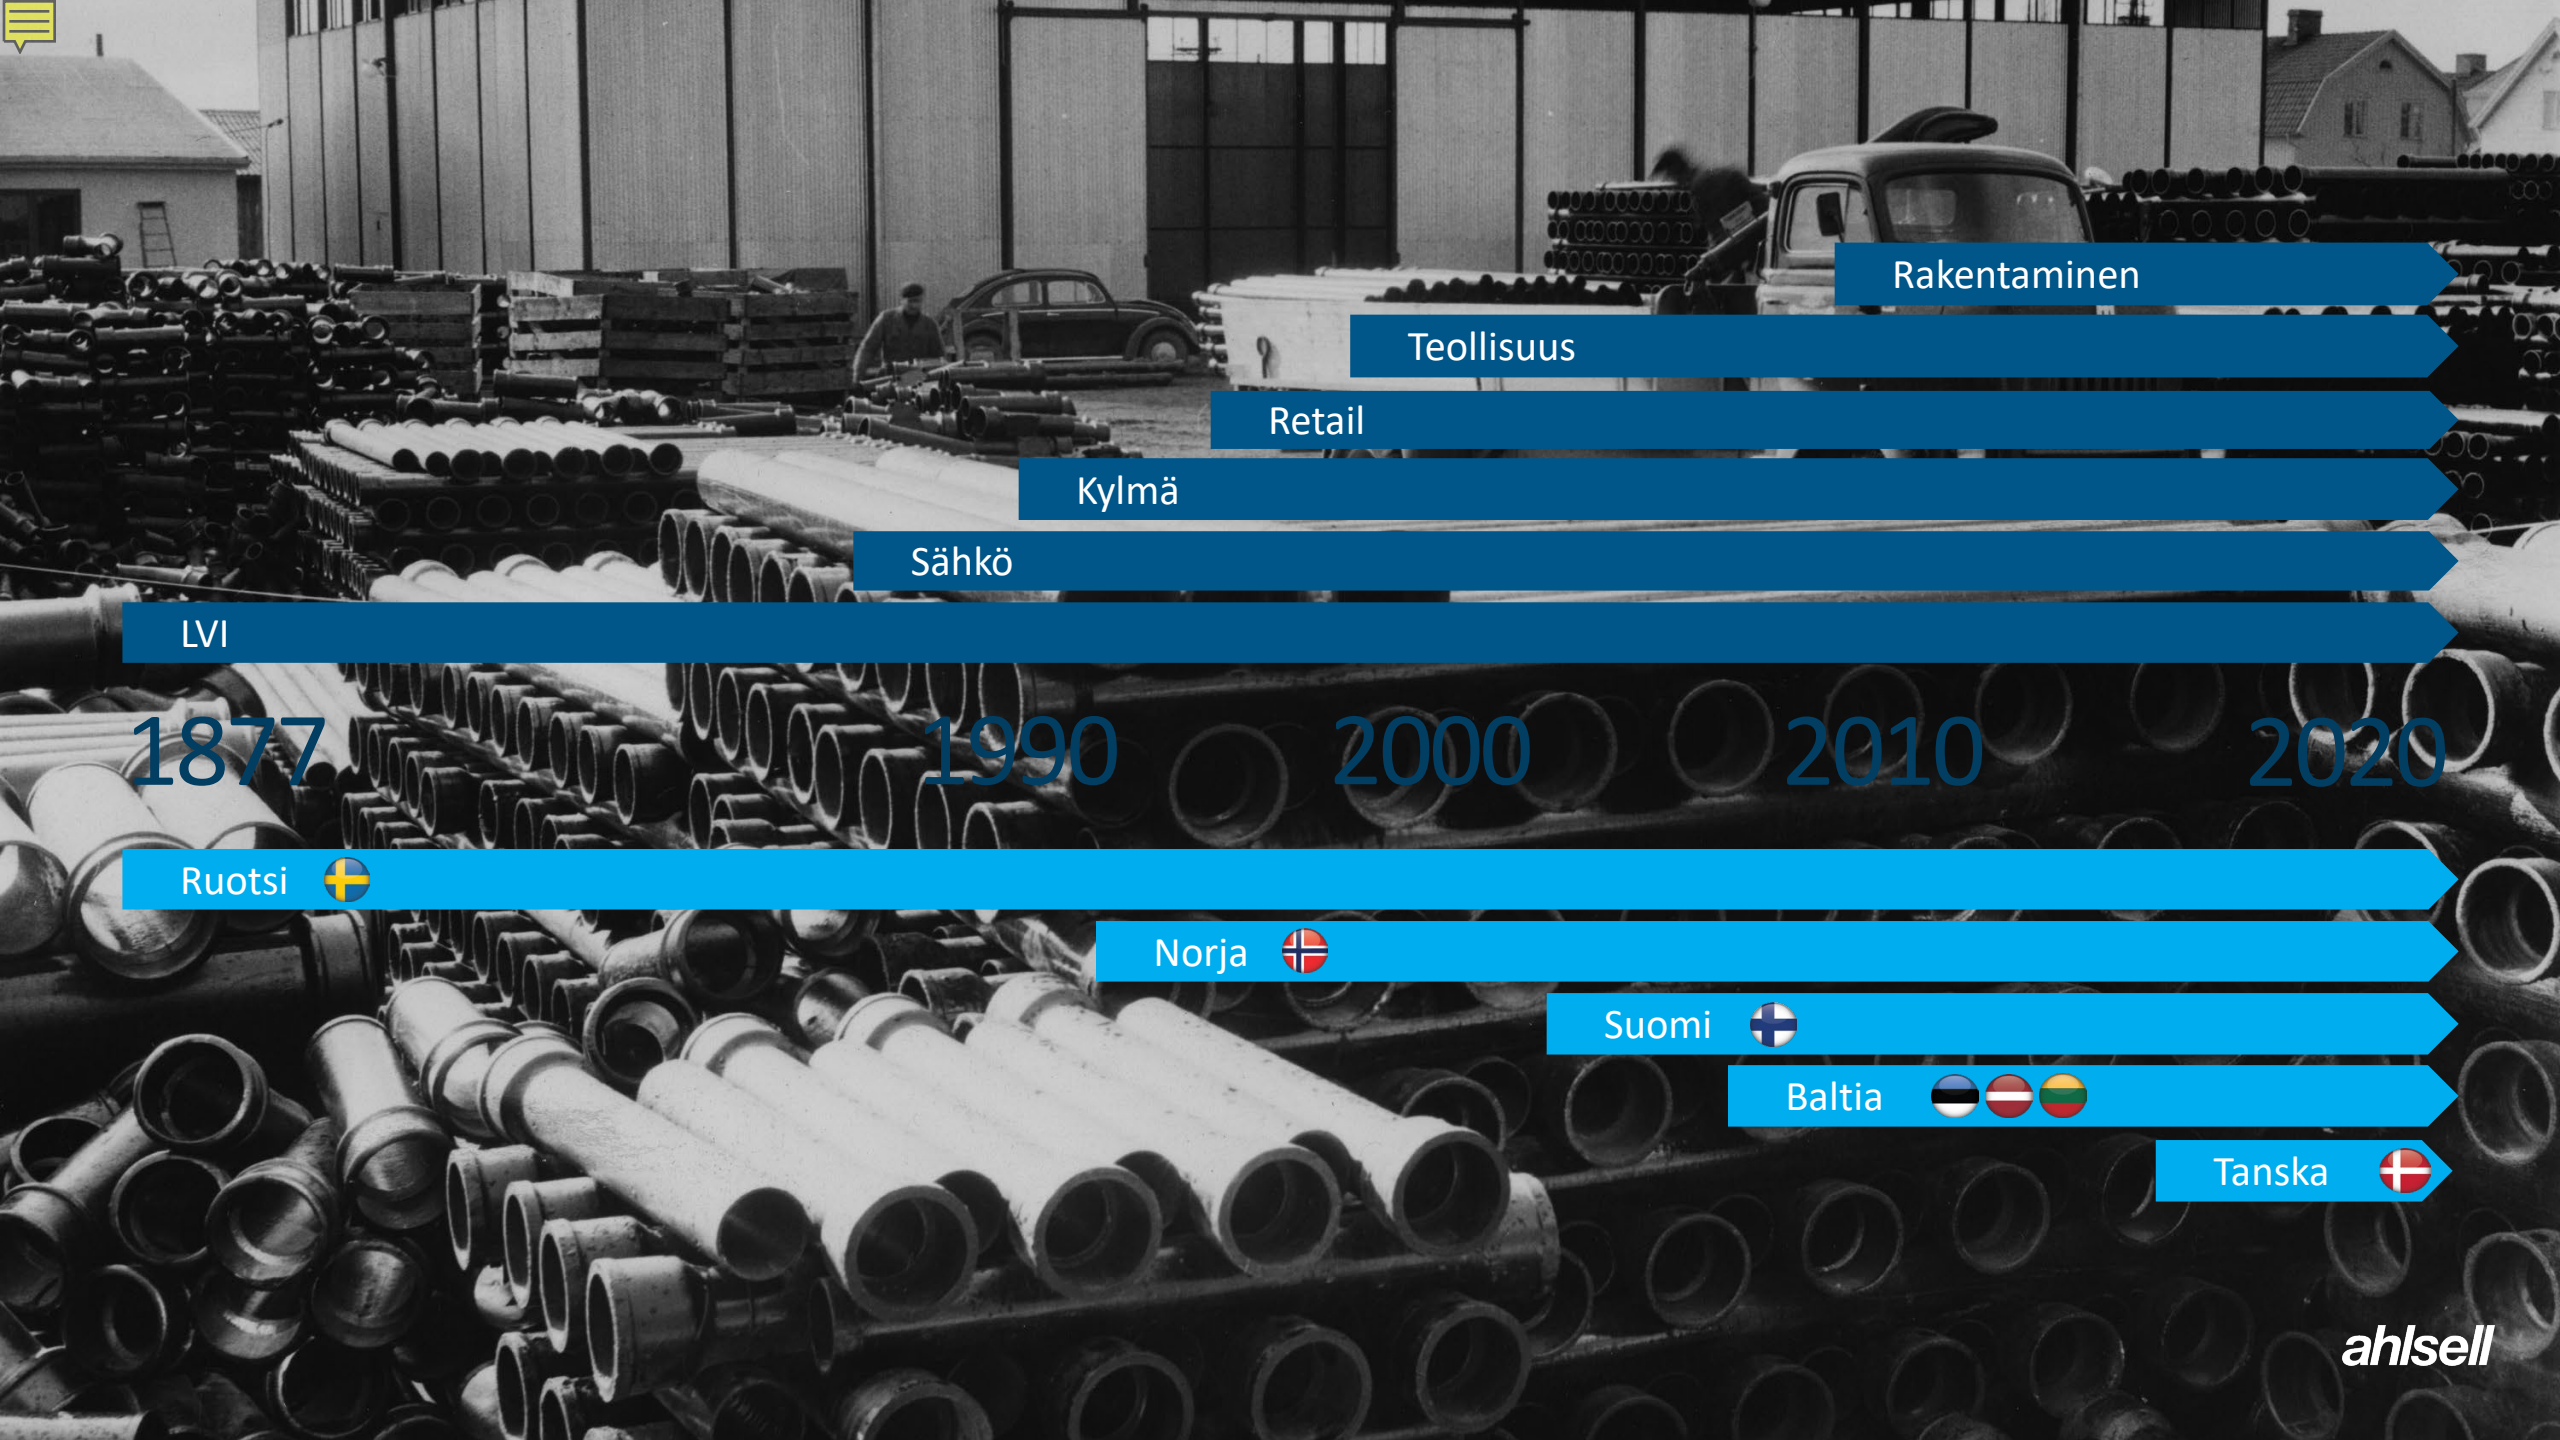 Rakentaminen
Teollisuus
Retail
Kylmä
Sähkö
LVI
1877 1990 2000 2010 2020
Ruotsi
Norja
Suomi
Baltia
Tanska
ahlsell